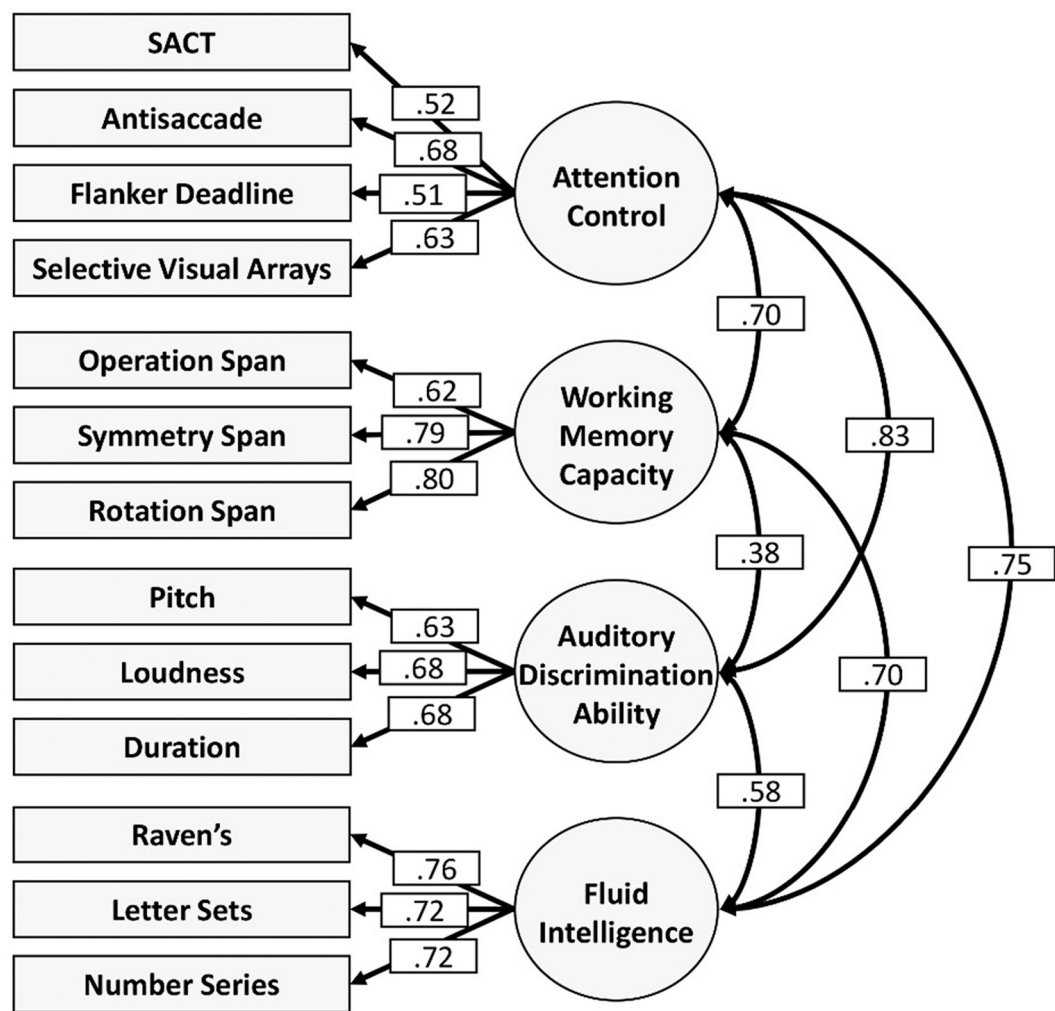 SACT
.52
Antisaccade
.68
Flanker Deadline
.51
Selective Visual Arrays
.63
Attention
Control
.70
Operation Span
.62
Symmetry Span
.79
Rotation Span
.80
Working
Memory
Capacity
.83
.38
.75
Pitch
.63
Loudness
.68
Duration
.68
Auditory
Discrimination
Ability
.70
.58
Raven’s
.76
Letter Sets
.72
Number Series
.72
Fluid
Intelligence